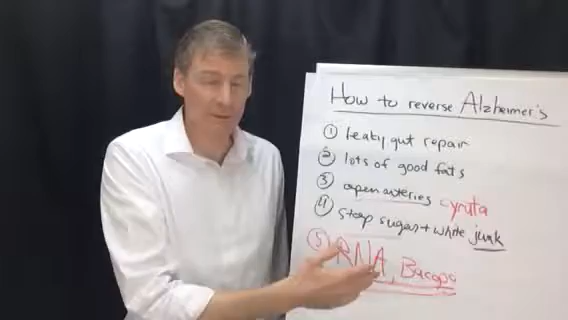 How to reverse Alzheimer's
① leaky gut repair
② lots of good fats
③ open arteries cyruta
④ stop sugar + white junk
⑤ RNA, Bacopa